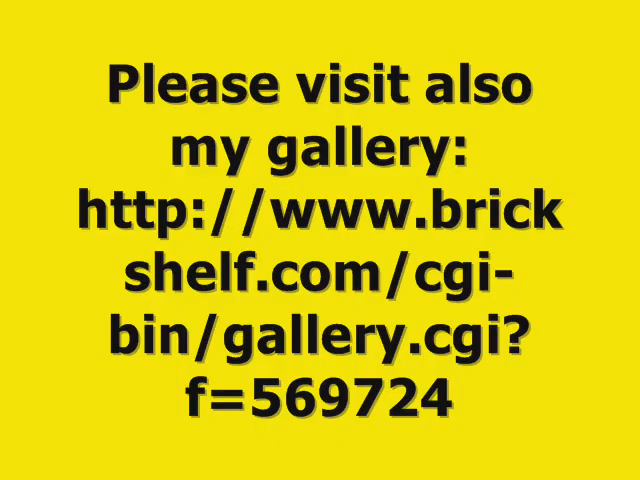 Please visit also
my gallery:
http://www.brick
shelf.com/cgi-
bin/gallery.cgi?
f=569724